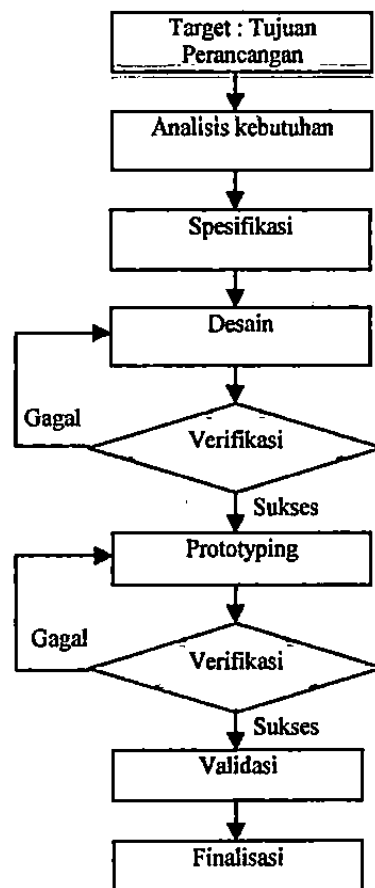 Target : Tujuan
Perancangan
Analisis kebutuhan
Spesifikasi
Desain
Gagal
Verifikasi
Sukses
Prototyping
Gagal
Verifikasi
Sukses
Validasi
Finalisasi